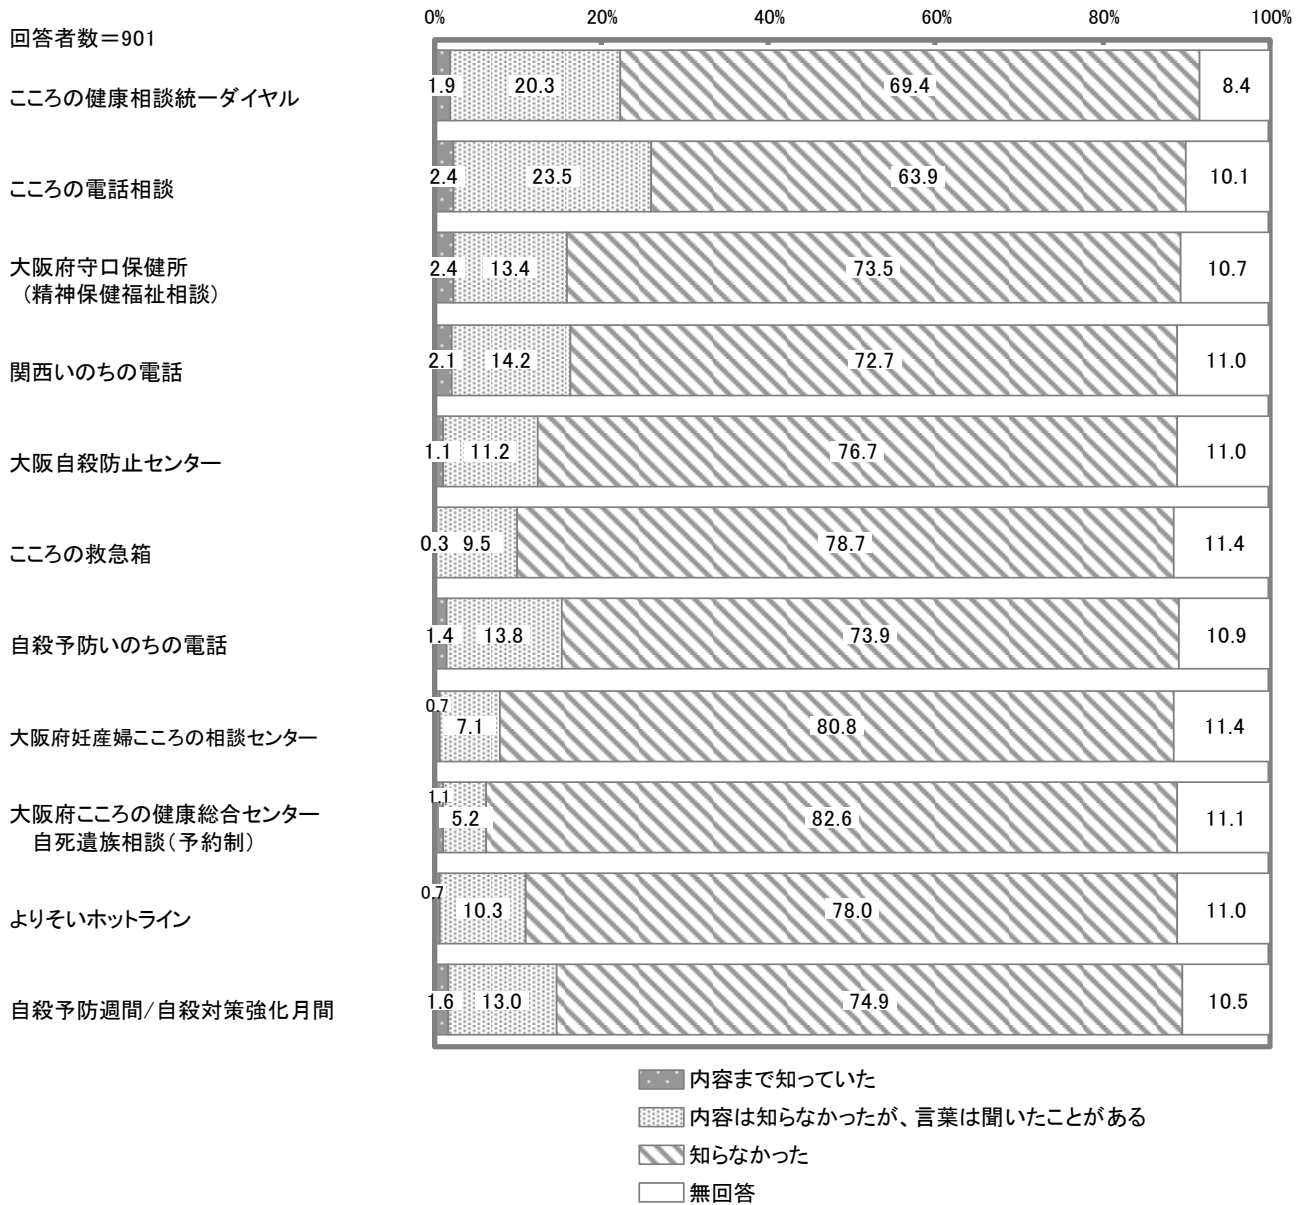 0% 20% 40% 60% 80% 100%
回答者数＝901
こころの健康相談統一ダイヤル 1.9 20.3 69.4 8.4
こころの電話相談 2.4 23.5 63.9 10.1
大阪府守口保健所
（精神保健福祉相談） 2.4 13.4 73.5 10.7
関西いのちの電話 2.1 14.2 72.7 11.0
大阪自殺防止センター 1.1 11.2 76.7 11.0
こころの救急箱 0.3 9.5 78.7 11.4
自殺予防いのちの電話 1.4 13.8 73.9 10.9
大阪府妊産婦こころの相談センター 0.7 7.1 80.8 11.4
大阪府こころの健康総合センター
自死遺族相談（予約制） 1.1 5.2 82.6 11.1
よりそいホットライン 0.7 10.3 78.0 11.0
自殺予防週間/自殺対策強化月間 1.6 13.0 74.9 10.5
内容まで知っていた
内容は知らなかったが、言葉は聞いたことがある
知らなかった
無回答